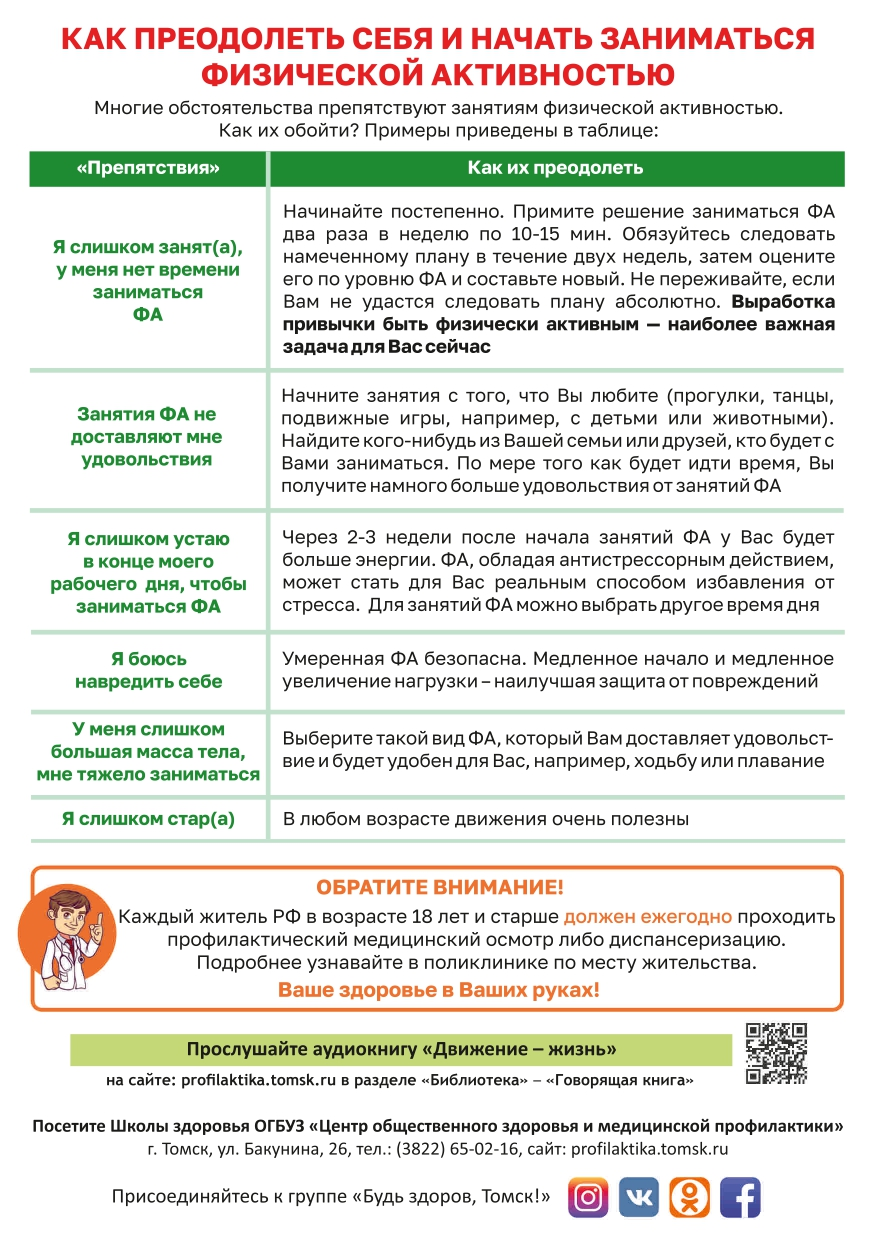 КАК ПРЕОДОЛЕТЬ СЕБЯ И НАЧАТЬ ЗАНИМАТЬСЯ
ФИЗИЧЕСКОЙ АКТИВНОСТЬЮ
Многие обстоятельства препятствуют занятиям физической активностью.
Как их обойти? Примеры приведены в таблице:
«Препятствия»
Как их преодолеть
Я слишком занят(а),
у меня нет времени
заниматься
ФА
Начинайте постепенно. Примите решение заниматься ФА
два раза в неделю по 10-15 мин. Обязуйтесь следовать
намеченному плану в течение двух недель, затем оцените
его по уровню ФА и составьте новый. Не переживайте, если
Вам не удастся следовать плану абсолютно. Выработка
привычки быть физически активным — наиболее важная
задача для Вас сейчас
Занятия ФА не
доставляют мне
удовольствия
Начните занятия с того, что Вы любите (прогулки, танцы,
подвижные игры, например, с детьми или животными).
Найдите кого-нибудь из Вашей семьи или друзей, кто будет с
Вами заниматься. По мере того как будет идти время, Вы
получите намного больше удовольствия от занятий ФА
Я слишком устаю
в конце моего
рабочего дня, чтобы
заниматься ФА
Через 2-3 недели после начала занятий ФА у Вас будет
больше энергии. ФА, обладая антистрессорным действием,
может стать для Вас реальным способом избавления от
стресса. Для занятий ФА можно выбрать другое время дня
Я боюсь
навредить себе
Умеренная ФА безопасна. Медленное начало и медленное
увеличение нагрузки – наилучшая защита от повреждений
У меня слишком
большая масса тела,
мне тяжело заниматься
Выберите такой вид ФА, который Вам доставляет удовольст-
вие и будет удобен для Вас, например, ходьбу или плавание
Я слишком стар(а)
В любом возрасте движения очень полезны
ОБРАТИТЕ ВНИМАНИЕ!
Каждый житель РФ в возрасте 18 лет и старше должен ежегодно проходить
профилактический медицинский осмотр либо диспансеризацию.
Подробнее узнавайте в поликлинике по месту жительства.
Ваше здоровье в Ваших руках!
Прослушайте аудиокнигу «Движение – жизнь»
на сайте: profilaktika.tomsk.ru в разделе «Библиотека» – «Говорящая книга»
Посетите Школы здоровья ОГБУЗ «Центр общественного здоровья и медицинской профилактики»
г. Томск, ул. Бакунина, 26, тел.: (3822) 65-02-16, сайт: profilaktika.tomsk.ru
Присоединяйтесь к группе «Будь здоров, Томск!»